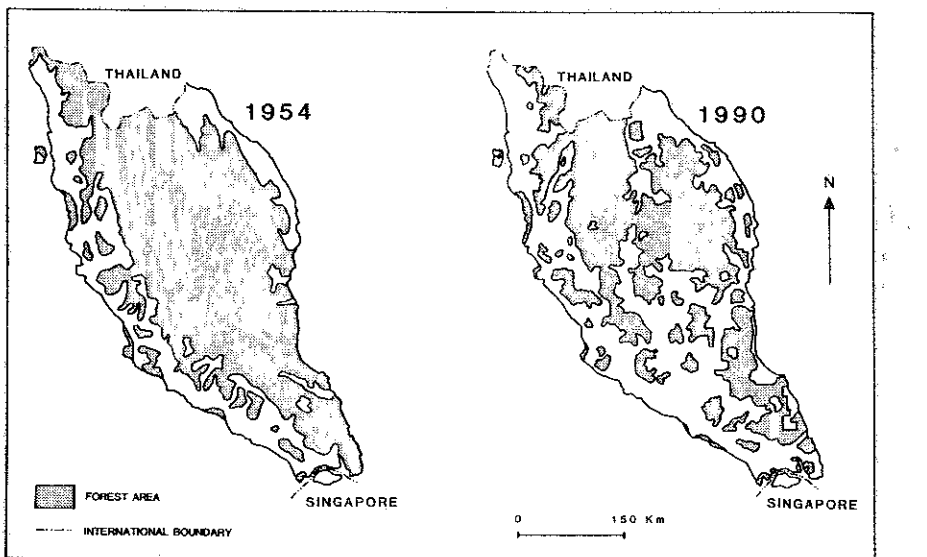 THAILAND
1954
THAILAND
1990
N
FOREST AREA
INTERNATIONAL BOUNDARY
SINGAPORE
0 150 Km
SINGAPORE